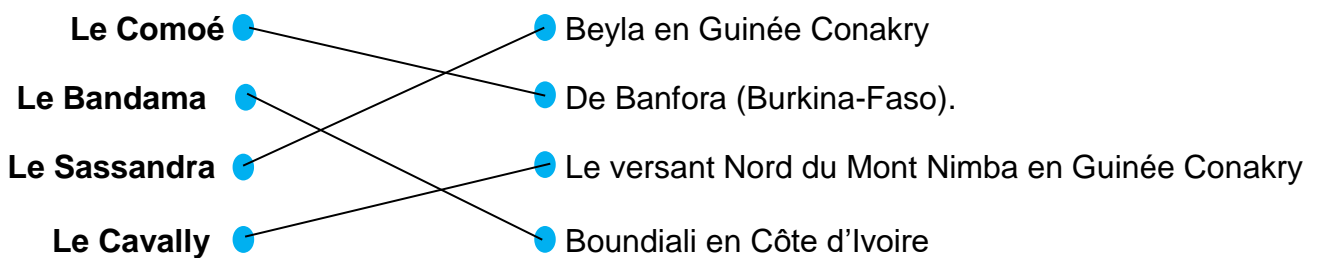 Le Comoé Beyla en Guinée Conakry
Le Bandama De Banfora (Burkina-Faso).
Le Sassandra Le versant Nord du Mont Nimba en Guinée Conakry
Le Cavally Boundiali en Côte d’Ivoire